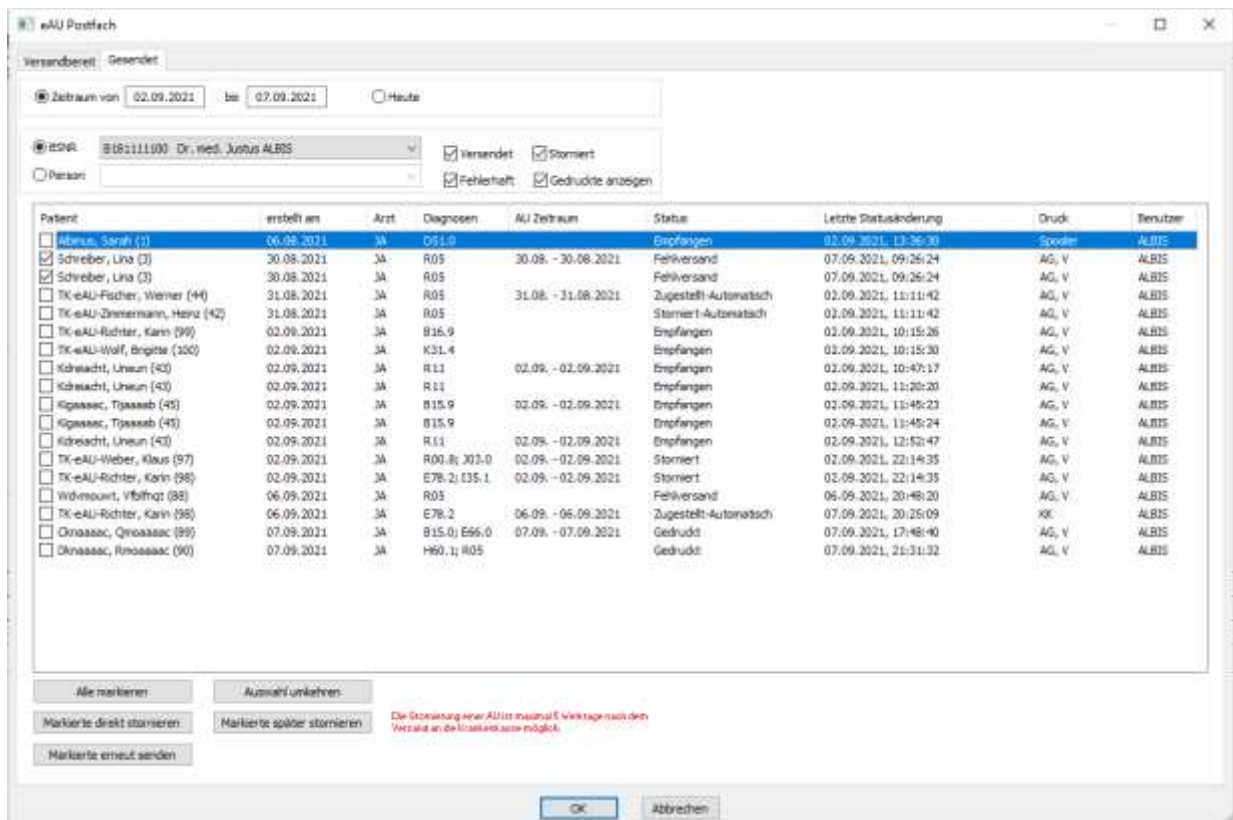 eAU Postfach
Versandbereit Gesendet
Zeitraum von 02.09.2021 bis 07.09.2021 Heute
BSNR B181111100 Dr. med. Justus ALBIS Versendet Storniert
Person Fehlerhaft Gedruckte anzeigen
Patient erstellt am Arzt Diagnosen AU Zeitraum Status Letzte Statusänderung Druck Benutzer
Albinus, Sarah (1) 06.08.2021 JA D51.0 Empfangen 02.09.2021, 13:36:30 Spooler ALBIS
Schreiber, Lina (3) 30.08.2021 JA R05 30.08. - 30.08.2021 Fehlversand 07.09.2021, 09:26:24 AG, V ALBIS
Schreiber, Lina (3) 30.08.2021 JA R05 Fehlversand 07.09.2021, 09:26:24 AG, V ALBIS
TK-eAU-Fischer, Werner (44) 31.08.2021 JA R05 31.08. - 31.08.2021 Zugestellt-Automatisch 02.09.2021, 11:11:42 AG, V ALBIS
TK-eAU-Zimmermann, Heinz (42) 31.08.2021 JA R05 Storniert-Automatisch 02.09.2021, 11:11:42 AG, V ALBIS
TK-eAU-Richter, Karin (99) 02.09.2021 JA B16.9 Empfangen 02.09.2021, 10:15:26 AG, V ALBIS
TK-eAU-Wolf, Brigitte (100) 02.09.2021 JA K31.4 Empfangen 02.09.2021, 10:15:30 AG, V ALBIS
Kdreiacht, Uneun (43) 02.09.2021 JA R11 02.09. - 02.09.2021 Empfangen 02.09.2021, 10:47:17 AG, V ALBIS
Kdreiacht, Uneun (43) 02.09.2021 JA R11 Empfangen 02.09.2021, 11:20:20 AG, V ALBIS
(45) 02.09.2021 JA B15.9 02.09. - 02.09.2021 Empfangen 02.09.2021, 11:45:23 AG, V ALBIS
(45) 02.09.2021 JA B15.9 Empfangen 02.09.2021, 11:45:24 AG, V ALBIS
Kdreiacht, Uneun (43) 02.09.2021 JA R11 02.09. - 02.09.2021 Empfangen 02.09.2021, 12:52:47 AG, V ALBIS
TK-eAU-Weber, Klaus (97) 02.09.2021 JA R00.8; J03.0 02.09. - 02.09.2021 Storniert 02.09.2021, 22:14:35 AG, V ALBIS
TK-eAU-Richter, Karin (98) 02.09.2021 JA E78.2; I35.1 02.09. - 02.09.2021 Storniert 02.09.2021, 22:14:35 AG, V ALBIS
(88) 06.09.2021 JA R05 Fehlversand 06.09.2021, 20:48:20 AG, V ALBIS
TK-eAU-Richter, Karin (98) 06.09.2021 JA E78.2 06.09. - 06.09.2021 Zugestellt-Automatisch 07.09.2021, 20:25:09 KK ALBIS
(89) 07.09.2021 JA B15.0; E66.0 07.09. - 07.09.2021 Gedruckt 07.09.2021, 17:48:40 AG, V ALBIS
(90) 07.09.2021 JA H60.1; R05 Gedruckt 07.09.2021, 21:31:32 AG, V ALBIS
Alle markieren Auswahl umkehren
Markierte direkt stornieren Markierte später stornieren Die Stornierung einer AU ist maximal 5 Werktage nach dem
Versand an die Krankenkasse möglich.
Markierte erneut senden
OK Abbrechen